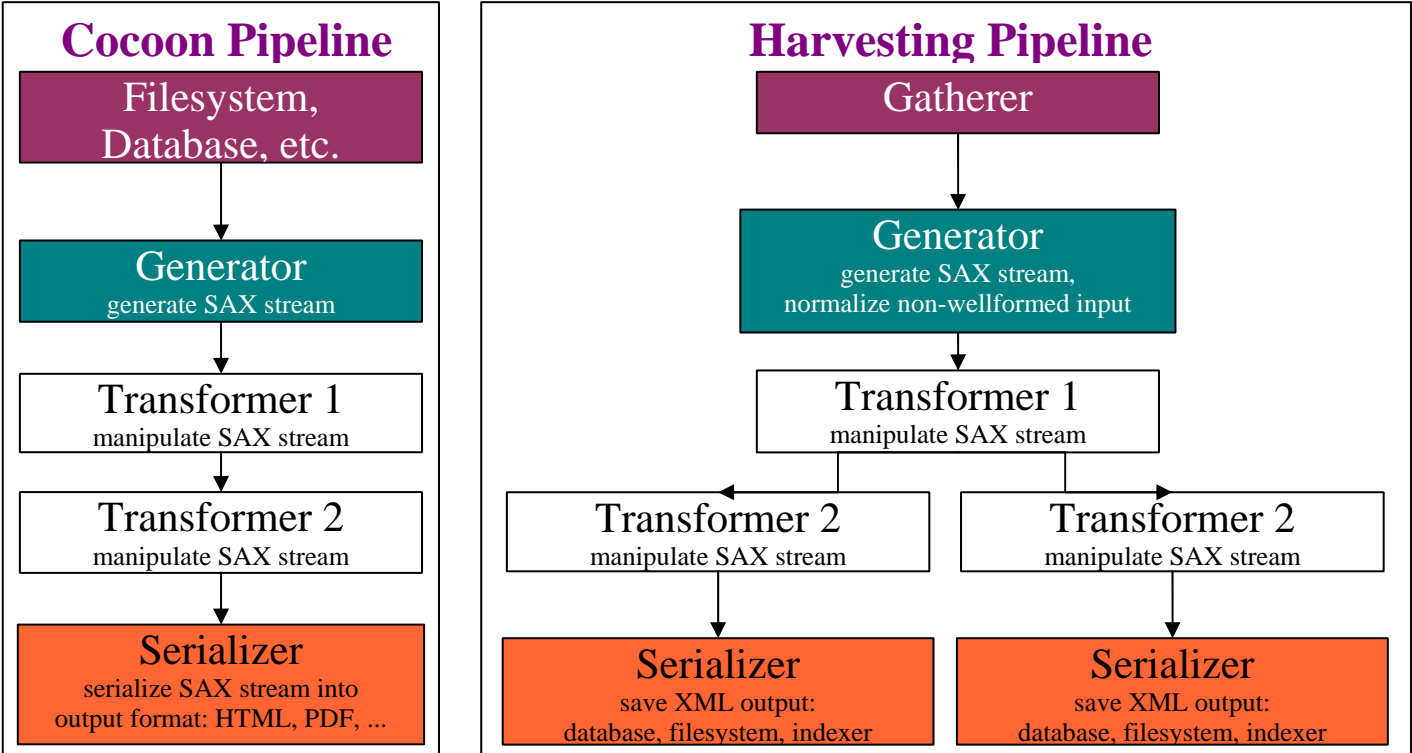 Cocoon Pipeline
Filesystem,
Database, etc.
Generator
generate SAX stream
Transformer 1
manipulate SAX stream
Transformer 2
manipulate SAX stream
Serializer
serialize SAX stream into
output format: HTML, PDF, ...
Harvesting Pipeline
Gatherer
Generator
generate SAX stream,
normalize non-wellformed input
Transformer 1
manipulate SAX stream
Transformer 2
manipulate SAX stream
Transformer 2
manipulate SAX stream
Serializer
save XML output:
database, filesystem, indexer
Serializer
save XML output:
database, filesystem, indexer